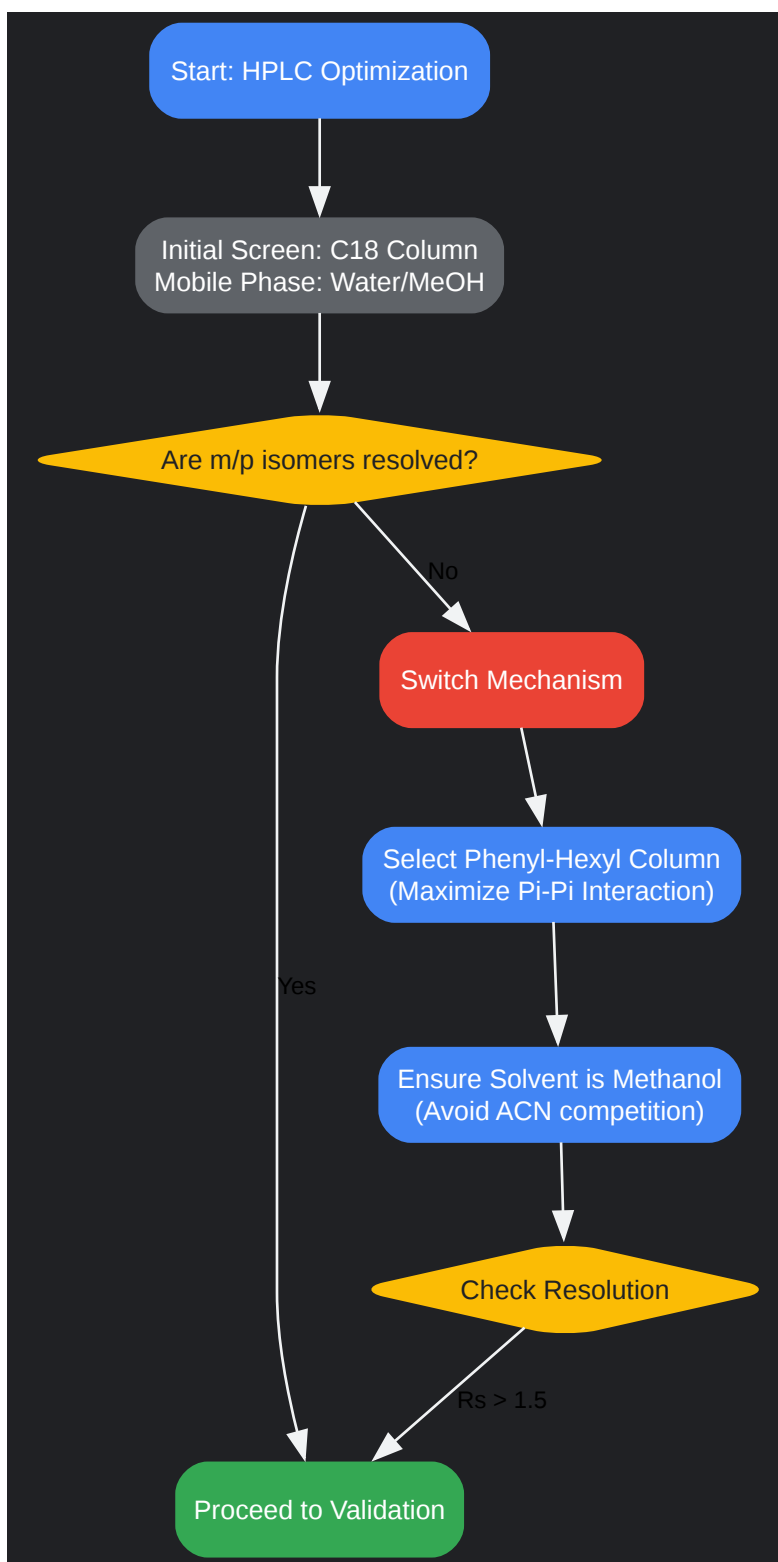 Start: HPLC Optimization
Initial Screen: C18 Column
Mobile Phase: Water/MeOH
Are m/p isomers resolved?
No
Switch Mechanism
Select Phenyl-Hexyl Column
(Maximize Pi-Pi Interaction)
Yes
Ensure Solvent is Methanol
(Avoid ACN competition)
Check Resolution
Rs > 1.5
Proceed to Validation